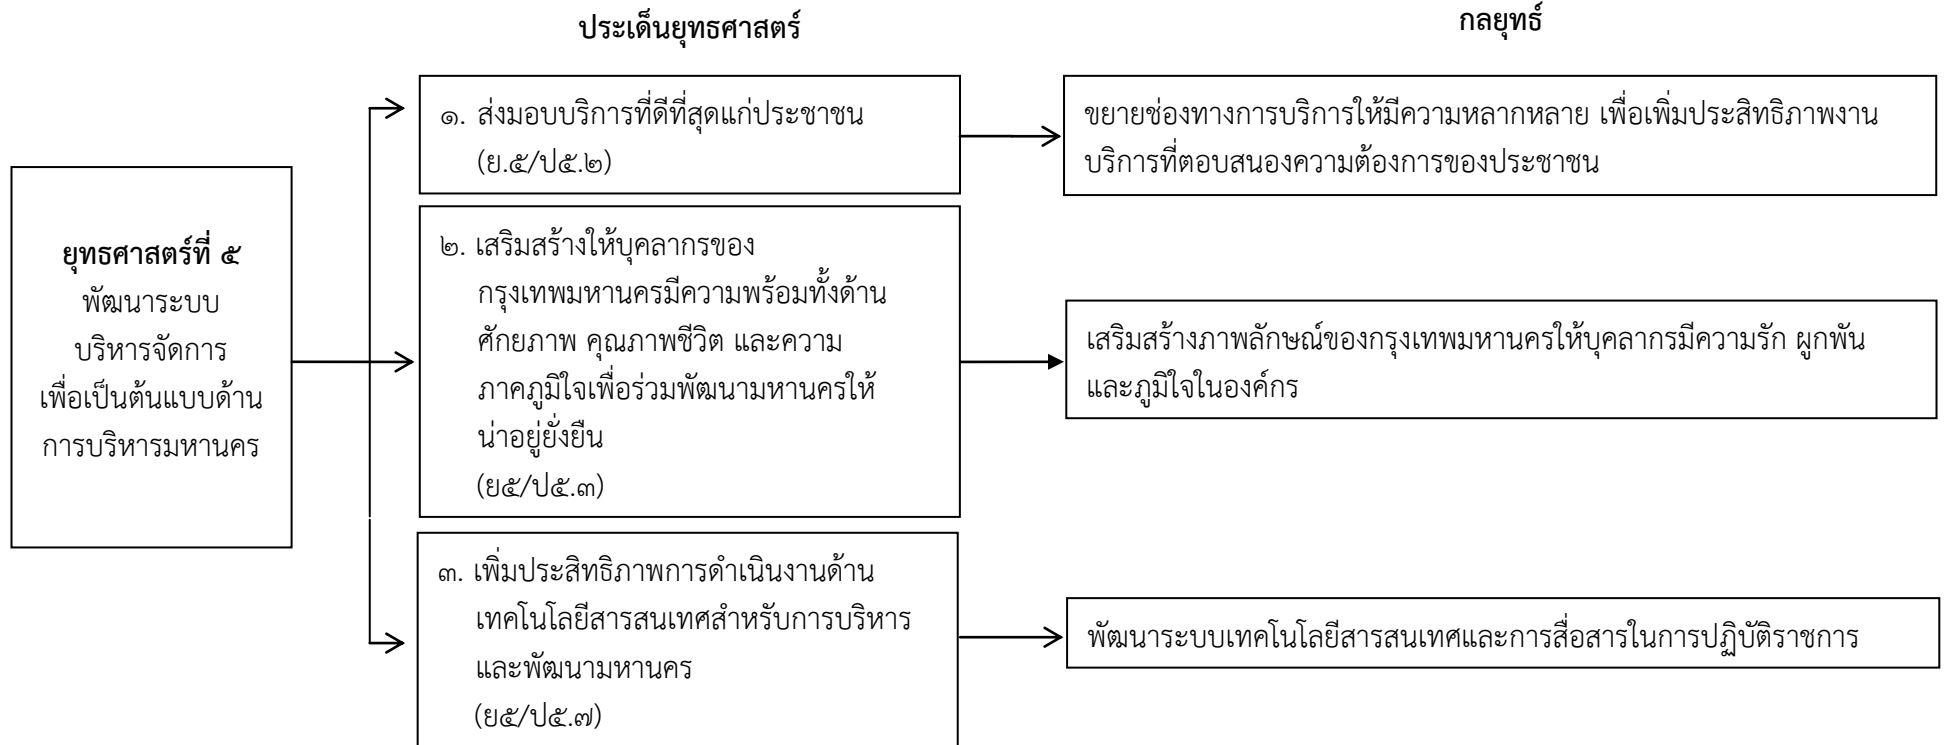 ประเด็นยุทธศาสตร์
กลยุทธ์
ยุทธศาสตร์ที่ ๕
พัฒนาระบบ
บริหารจัดการ
เพื่อเป็นต้นแบบด้าน
การบริหารมหานคร
๑. ส่งมอบบริการที่ดีที่สุดแก่ประชาชน
(ย.๕/ป๕.๒)
ขยายช่องทางการบริการให้มีความหลากหลาย เพื่อเพิ่มประสิทธิภาพงาน
บริการที่ตอบสนองความต้องการของประชาชน
๒. เสริมสร้างให้บุคลากรของ
กรุงเทพมหานครมีความพร้อมทั้งด้าน
ศักยภาพ คุณภาพชีวิต และความ
ภาคภูมิใจเพื่อร่วมพัฒนามหานครให้
น่าอยู่ยั่งยืน
(ย๕/ป๕.๓)
เสริมสร้างภาพลักษณ์ของกรุงเทพมหานครให้บุคลากรมีความรัก ผูกพัน
และภูมิใจในองค์กร
๓. เพิ่มประสิทธิภาพการดำเนินงานด้าน
เทคโนโลยีสารสนเทศสำหรับการบริหาร
และพัฒนามหานคร
(ย๕/ป๕.๗)
พัฒนาระบบเทคโนโลยีสารสนเทศและการสื่อสารในการปฏิบัติราชการ